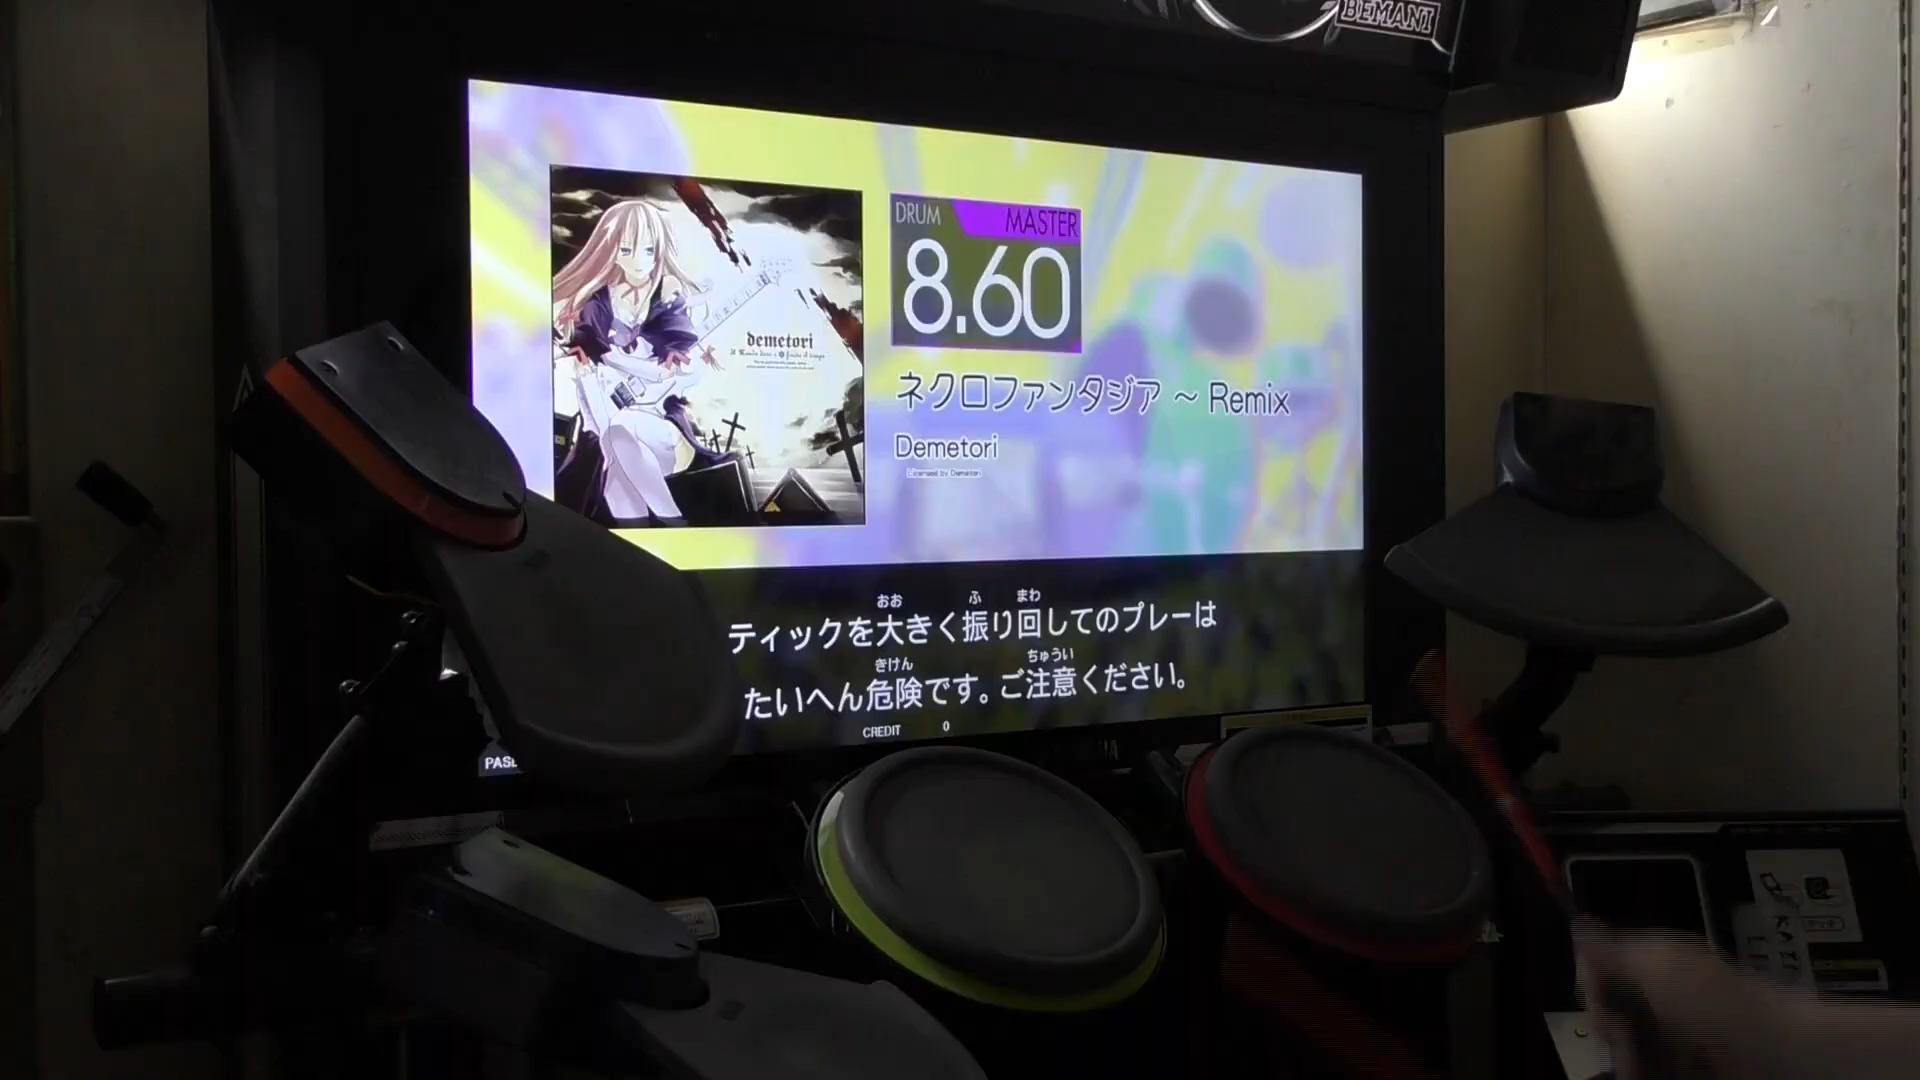 BEMANI
DRUM MASTER
8.60
ネクロファンタジア ~ Remix
Demetori
Licensed by Demetori
demetori
おお ふ まわ
ティックを大きく振り回してのプレーは
きけん ちゅうい
たいへん危険です。ご注意ください。
CREDIT 0